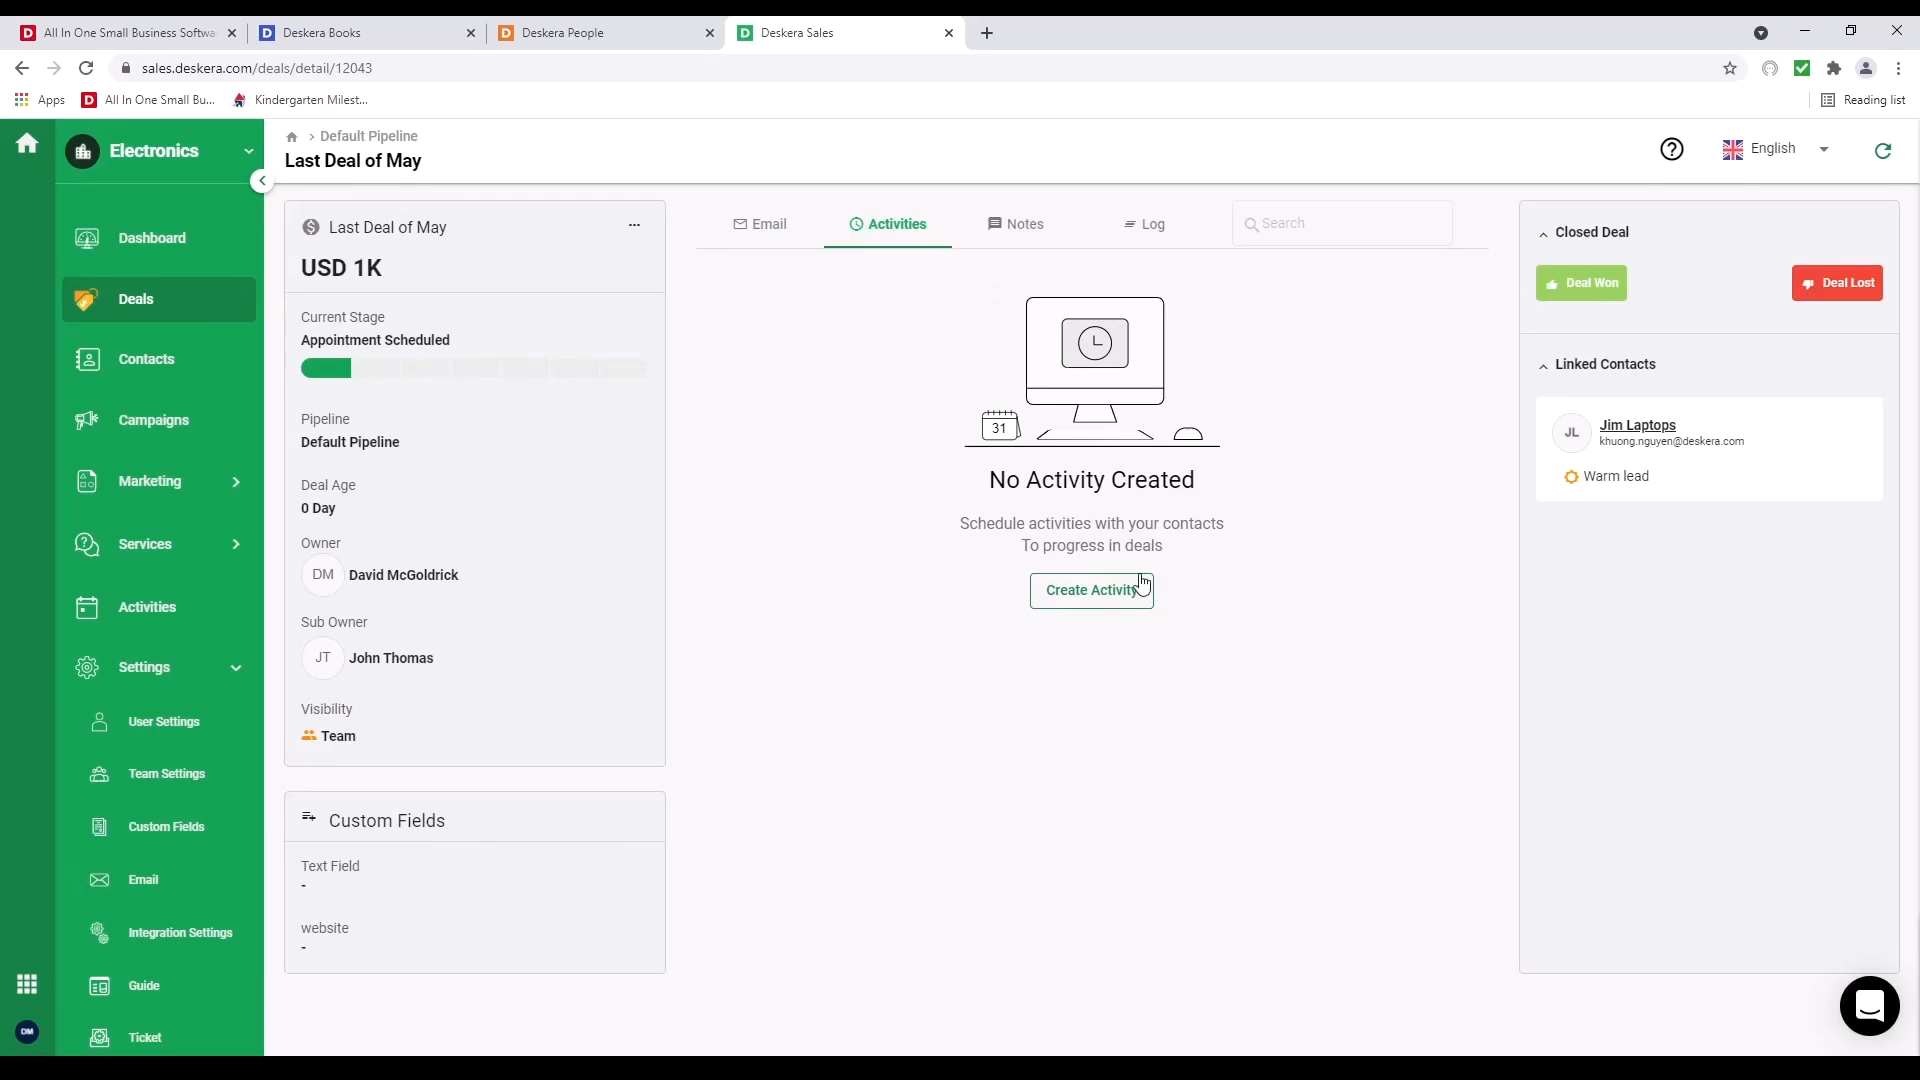 All In One Small Business Softwa
Deskera Books
Deskera People
Deskera Sales
sales.deskera.com/deals/detail/12043
Apps
All In One Small Bu...
Kindergarten Milest...
Reading list
Electronics
Default Pipeline
Last Deal of May
English
Dashboard
Deals
Contacts
Campaigns
Marketing
Services
Activities
Settings
User Settings
Team Settings
Custom Fields
Email
Integration Settings
Guide
Ticket
DM
Last Deal of May
...
USD 1K
Current Stage
Appointment Scheduled
Pipeline
Default Pipeline
Deal Age
0 Day
Owner
DM David McGoldrick
Sub Owner
JT John Thomas
Visibility
Team
Custom Fields
Text Field
-
website
-
Email
Activities
Notes
Log
Search
31
No Activity Created
Schedule activities with your contacts
To progress in deals
Create Activity
Closed Deal
Deal Won
Deal Lost
Linked Contacts
JL
Jim Laptops
khuong.nguyen@deskera.com
Warm lead